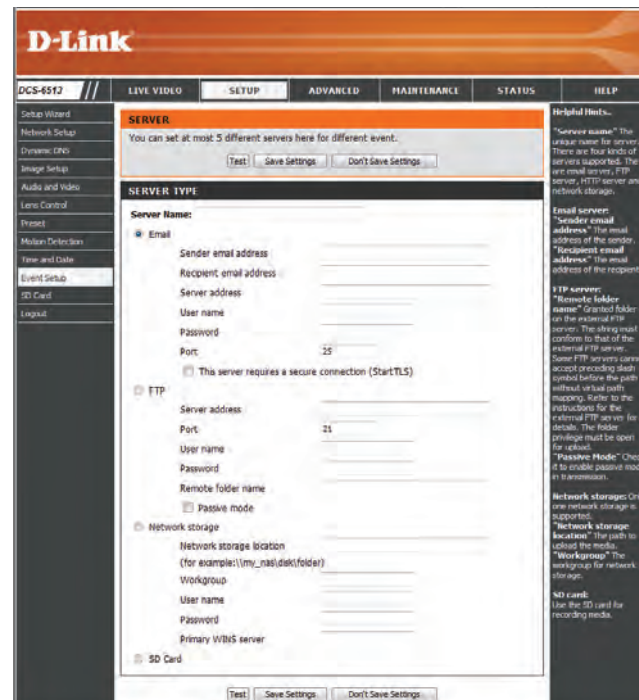 D-Link
DCS-6513
LIVE VIDEO
SETUP
ADVANCED
MAINTENANCE
STATUS
HELP
Setup Wizard
Network Setup
Dynamic DNS
Image Setup
Audio and Video
Lens Control
Preset
Motion Detection
Time and Date
Event Setup
SD Card
Logout
SERVER
You can set at most 5 different servers here for different event.
Test
Save Settings
Don't Save Settings
SERVER TYPE
Server Name:
Email
Sender email address
Recipient email address
Server address
User name
Password
Port 25
This server requires a secure connection (StartTLS)
FTP
Server address
Port 21
User name
Password
Remote folder name
Passive mode
Network storage
Network storage location
(for example:\\my_nas\disk\folder)
Workgroup
User name
Password
Primary WINS server
SD Card
Test
Save Settings
Don't Save Settings
Helpful Hints..
"Server name" The
unique name for server.
There are four kinds of
servers supported. The
are email server, FTP
server, HTTP server and
network storage.
Email server:
"Sender email
address" The email
address of the sender.
"Recipient email
address" The email
address of the recipient
FTP server:
"Remote folder
name" Granted folder
on the external FTP
server. The string must
conform to that of the
external FTP server.
Some FTP servers cann
accept preceding slash
symbol before the path
without virtual path
mapping. Refer to the
instructions for the
external FTP server for
details. The folder
privilege must be open
for upload.
"Passive Mode" Chec
it to enable passive mod
in transmission.
Network storage: On
one network storage is
supported.
"Network storage
location" The path to
upload the media.
"Workgroup" The
workgroup for network
storage.
SD card:
Use the SD card for
recording media.